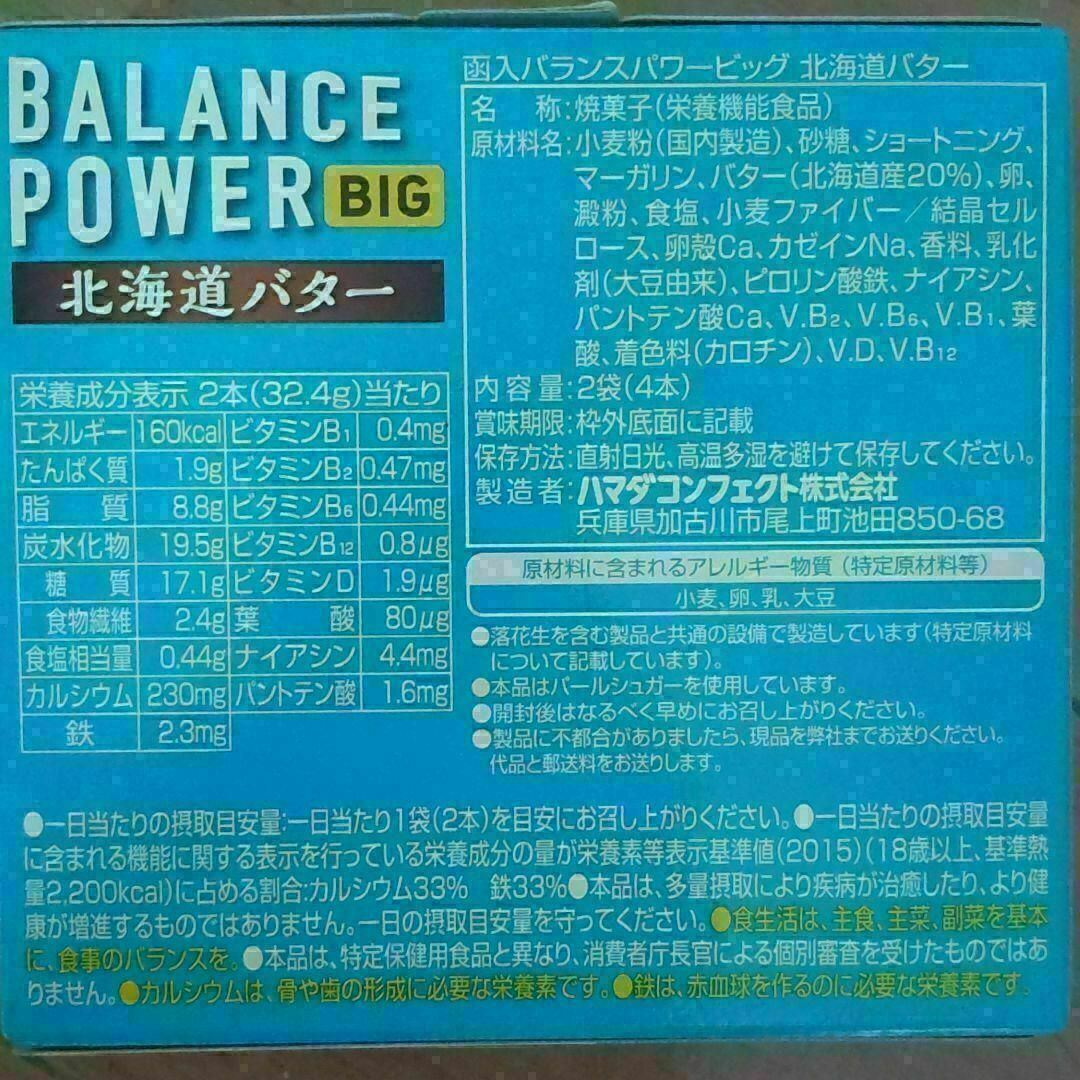 BALANCE
POWER BIG
北海道バター
栄養成分表示 2本(32.4g)当たり
エネルギー 160kcal ビタミンB1 0.4mg
たんぱく質 1.9g ビタミンB2 0.47mg
脂質 8.8g ビタミンB6 0.44mg
炭水化物 19.5g ビタミンB12 0.8μg
糖質 17.1g ビタミンD 1.9μg
食物繊維 2.4g 葉酸 80μg
食塩相当量 0.44g ナイアシン 4.4mg
カルシウム 230mg パントテン酸 1.6mg
鉄 2.3mg
函入バランスパワービッグ 北海道バター
名称:焼菓子(栄養機能食品)
原材料名:小麦粉(国内製造)、砂糖、ショートニング、
マーガリン、バター(北海道産20%)、卵、
澱粉、食塩、小麦ファイバー/結晶セル
ロース、卵殻Ca、カゼインNa、香料、乳化
剤(大豆由来)、ピロリン酸鉄、ナイアシン、
パントテン酸Ca、V.B2、V.B6、V.B1、葉
酸、着色料(カロチン)、V.D、V.B12
内容量:2袋(4本)
賞味期限:枠外底面に記載
保存方法:直射日光、高温多湿を避けて保存してください。
製造者:ハマダコンフェクト株式会社
兵庫県加古川市尾上町池田850-68
原材料に含まれるアレルギー物質(特定原材料等)
小麦、卵、乳、大豆
●落花生を含む製品と共通の設備で製造しています(特定原材料
について記載しています)。
●本品はパールシュガーを使用しています。
●開封後はなるべく早めにお召し上がりください。
●製品に不都合がありましたら、現品を弊社までお送りください。
代品と郵送料をお送りします。
●一日当たりの摂取目安量:一日当たり1袋(2本)を目安にお召し上がりください。●一日当たりの摂取目安量
に含まれる機能に関する表示を行っている栄養成分の量が栄養素等表示基準値(2015)(18歳以上、基準熱
量2,200kcal)に占める割合:カルシウム33% 鉄33%●本品は、多量摂取により疾病が治癒したり、より健
康が増進するものではありません。一日の摂取目安量を守ってください。●食生活は、主食、主菜、副菜を基本
に、食事のバランスを。●本品は、特定保健用食品と異なり、消費者庁長官による個別審査を受けたものではあ
りません。●カルシウムは、骨や歯の形成に必要な栄養素です。●鉄は、赤血球を作るのに必要な栄養素です。